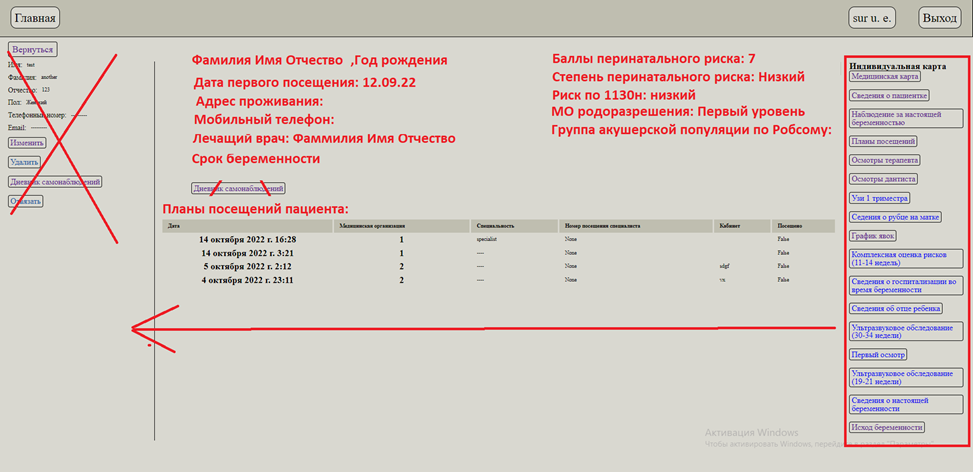 Главная
sur u. e.
Выход
Вернуться
Имя: test
Фамилия: another
Отчество: 123
Пол: Женский
Телефонный номер: -------
Email: -------
Изменить
Удалить
Дневник самонаблюдений
Отвязать
Фамилия Имя Отчество ,Год рождения
Дата первого посещения: 12.09.22
Адрес проживания:
Мобильный телефон:
Лечащий врач: Фаммилия Имя Отчество
Срок беременности
Баллы перинатального риска: 7
Степень перинатального риска: Низкий
Риск по 1130н: низкий
МО родоразрешения: Первый уровень
Группа акушерской популяции по Робсому:
Дневник самонаблюдений
Планы посещений пациента:
Дата Медицинская организация Специальность Номер посещения специалиста Кабинет Посещено
14 октября 2022 г. 16:28 1 specialist None False
14 октября 2022 г. 3:21 1 ---- None False
5 октября 2022 г. 2:12 2 ---- None sdgf False
4 октября 2022 г. 23:11 2 ---- None vx False
Индивидуальная карта
Медицинская карта
Сведения о пациентке
Наблюдение за настоящей
беременностью
Планы посещений
Осмотры терапевта
Осмотры дантиста
Узи 1 триместра
Седения о рубце на матке
График явок
Комплексная оценка рисков
(11-14 недель)
Сведения о госпитализации во
время беременности
Сведения об отце ребенка
Ультразвуковое обследование
(30-34 недели)
Первый осмотр
Ультразвуковое обследование
(19-21 недели)
Сведения о настоящей
беременности
Исход беременности
Активация Windows
Чтобы активировать Windows, перейдите в раздел "Параметры".